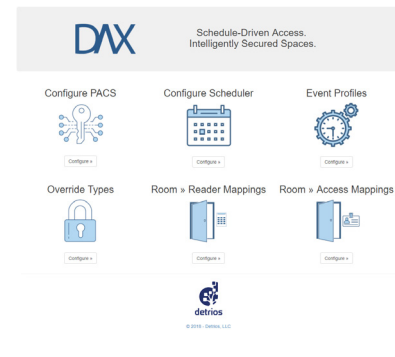 DAX
Schedule-Driven Access.
Intelligently Secured Spaces.
Configure PACS
Configure Scheduler
Event Profiles
Configure »
Configure »
Configure »
Override Types
Room » Reader Mappings
Room » Access Mappings
Configure »
Configure »
Configure »
detrios
© 2019 - Detrios, LLC